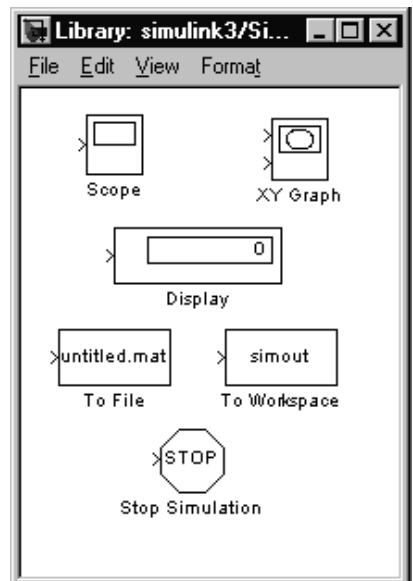 Library: simulink3/Si...
File Edit View Format
Scope
XY Graph
0
Display
untitled.mat
simout
To File
To Workspace
STOP
Stop Simulation